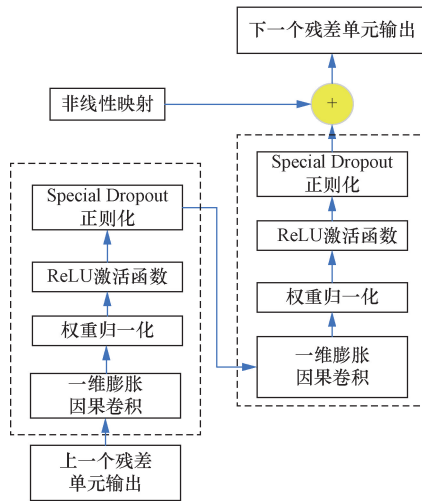 下一个残差单元输出
非线性映射
+
Special Dropout
正则化
ReLU激活函数
权重归一化
一维膨胀
因果卷积
Special Dropout
正则化
ReLU激活函数
权重归一化
一维膨胀
因果卷积
上一个残差
单元输出